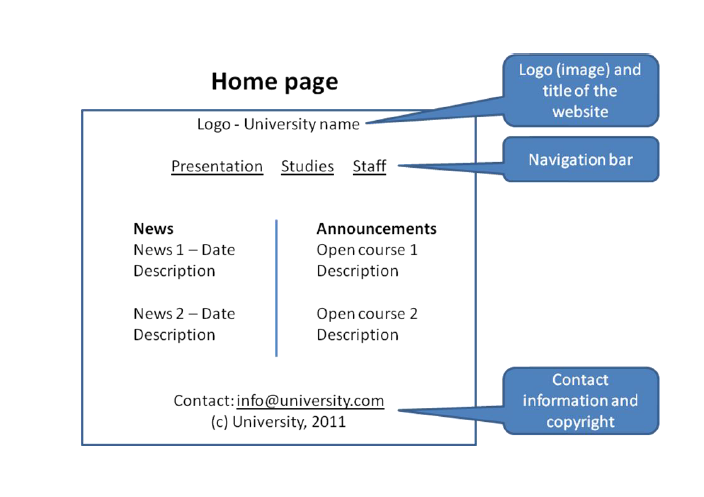 Home page
Logo (image) and
title of the
website
Logo - University name
Navigation bar
Presentation Studies Staff
News
News 1 – Date
Description
News 2 – Date
Description
Announcements
Open course 1
Description
Open course 2
Description
Contact: info@university.com
(c) University, 2011
Contact
information and
copyright